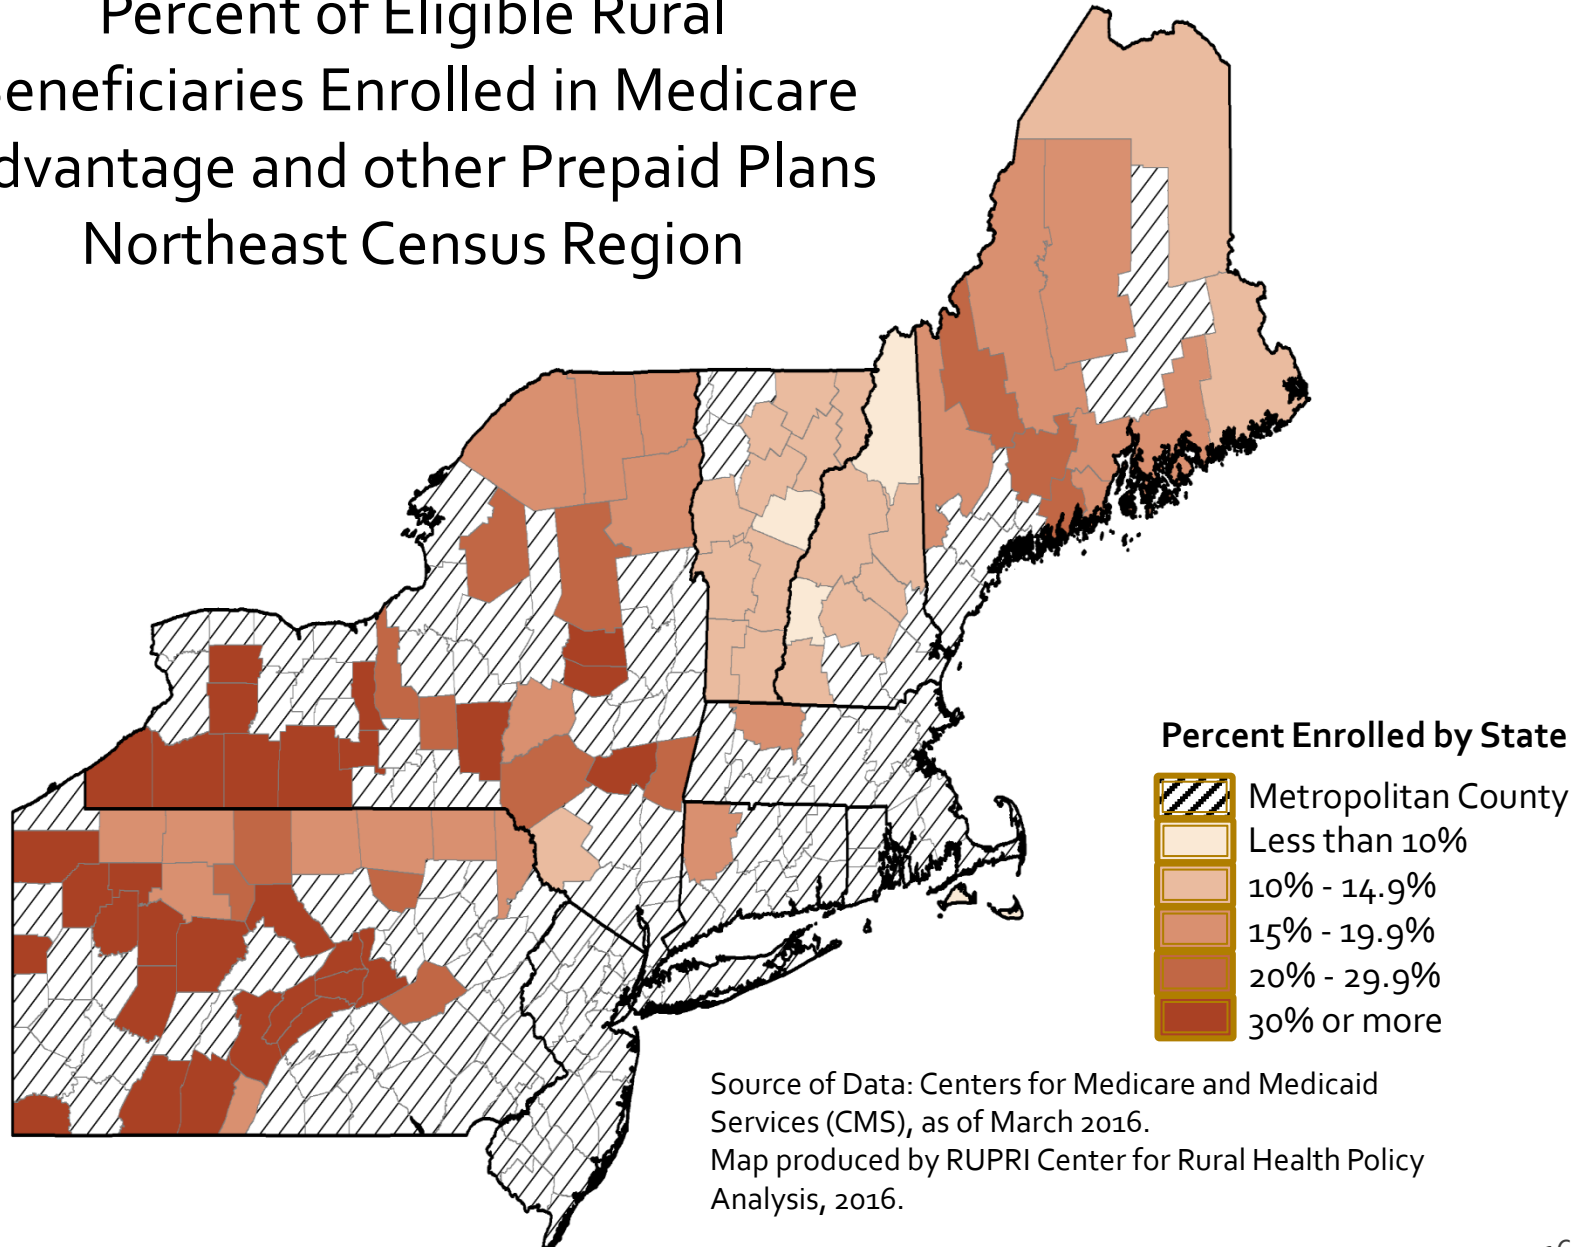 Percent of Eligible Rural
eneficiaries Enrolled in Medicare
dvantage and other Prepaid Plans
Northeast Census Region
Percent Enrolled by State
Metropolitan County
Less than 10%
10% - 14.9%
15% - 19.9%
20% - 29.9%
30% or more
Source of Data: Centers for Medicare and Medicaid
Services (CMS), as of March 2016.
Map produced by RUPRI Center for Rural Health Policy
Analysis, 2016.